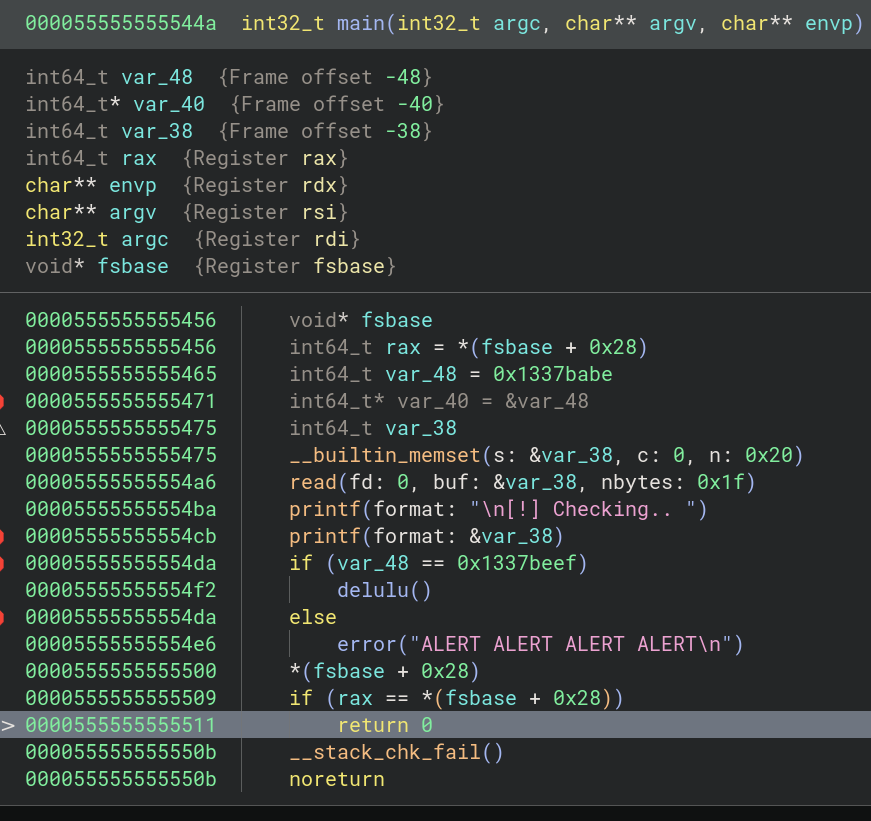 000055555555544a  int32_t main(int32_t argc, char** argv, char** envp)
int64_t var_48  {Frame offset -48}
int64_t* var_40  {Frame offset -40}
int64_t var_38  {Frame offset -38}
int64_t rax  {Register rax}
char** envp  {Register rdx}
char** argv  {Register rsi}
int32_t argc  {Register rdi}
void* fsbase  {Register fsbase}
0000555555555456  void* fsbase
0000555555555456  int64_t rax = *(fsbase + 0x28)
0000555555555465  int64_t var_48 = 0x1337babe
0000555555555471  int64_t* var_40 = &var_48
0000555555555475  int64_t var_38
0000555555555475  __builtin_memset(s: &var_38, c: 0, n: 0x20)
00005555555554a6  read(fd: 0, buf: &var_38, nbytes: 0x1f)
00005555555554ba  printf(format: "\n[!] Checking.. ")
00005555555554cb  printf(format: &var_38)
00005555555554da  if (var_48 == 0x1337beef)
00005555555554f2      delulu()
00005555555554da  else
00005555555554e6      error("ALERT ALERT ALERT ALERT\n")
0000555555555500  *(fsbase + 0x28)
0000555555555509  if (rax == *(fsbase + 0x28))
> 0000555555555511      return 0
000055555555550b  __stack_chk_fail()
000055555555550b  noreturn